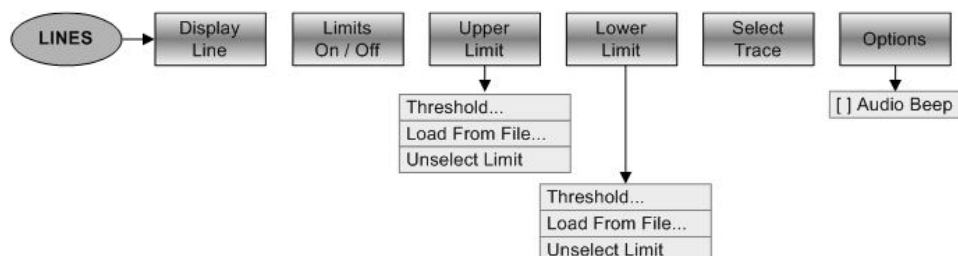 LINES
Display
Line
Limits
On / Off
Upper
Limit
Lower
Limit
Select
Trace
Options
Threshold...
Load From File...
Unselect Limit
[ ] Audio Beep
Threshold...
Load From File...
Unselect Limit